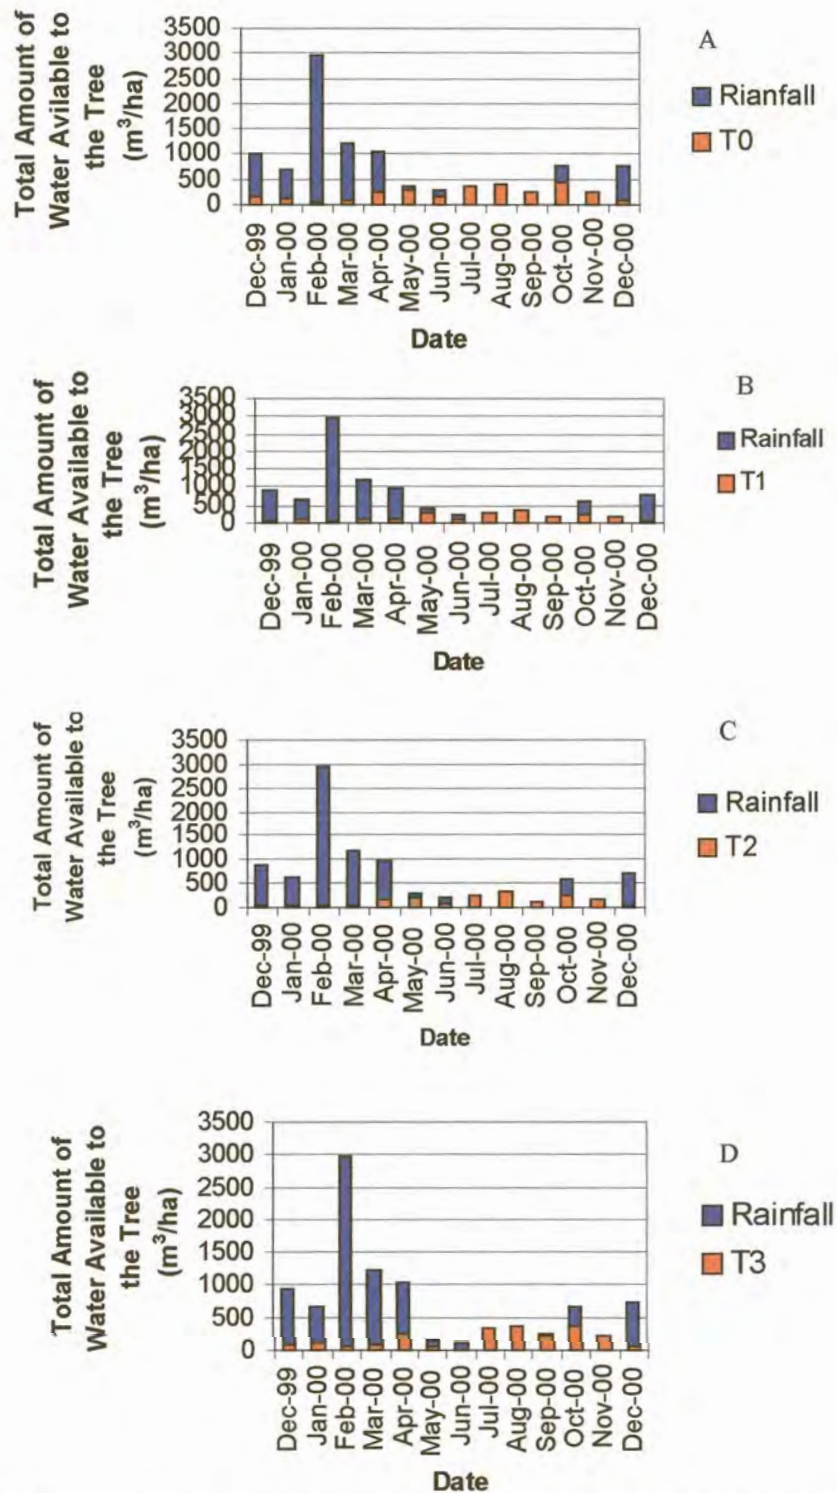 Total Amount of
Water Avilable to
the Tree
(m³/ha)
3500
3000
2500
2000
1500
1000
500
0
Dec-99
Jan-00
Feb-00
Mar-00
Apr-00
May-00
Jun-00
Jul-00
Aug-00
Sep-00
Oct-00
Nov-00
Dec-00
Date
A
Rianfall
T0
Total Amount of
Water Available to
the Tree
(m³/ha)
3500
3000
2500
2000
1500
1000
500
0
Dec-99
Jan-00
Feb-00
Mar-00
Apr-00
May-00
Jun-00
Jul-00
Aug-00
Sep-00
Oct-00
Nov-00
Dec-00
Date
B
Rainfall
T1
Total Amount of
Water Available to
the Tree
(m³/ha)
3500
3000
2500
2000
1500
1000
500
0
Dec-99
Jan-00
Feb-00
Mar-00
Apr-00
May-00
Jun-00
Jul-00
Aug-00
Sep-00
Oct-00
Nov-00
Dec-00
Date
C
Rainfall
T2
Total Amount of
Water Available to
the Tree
(m³/ha)
3500
3000
2500
2000
1500
1000
500
0
Dec-99
Jan-00
Feb-00
Mar-00
Apr-00
May-00
Jun-00
Jul-00
Aug-00
Sep-00
Oct-00
Nov-00
Dec-00
Date
D
Rainfall
T3